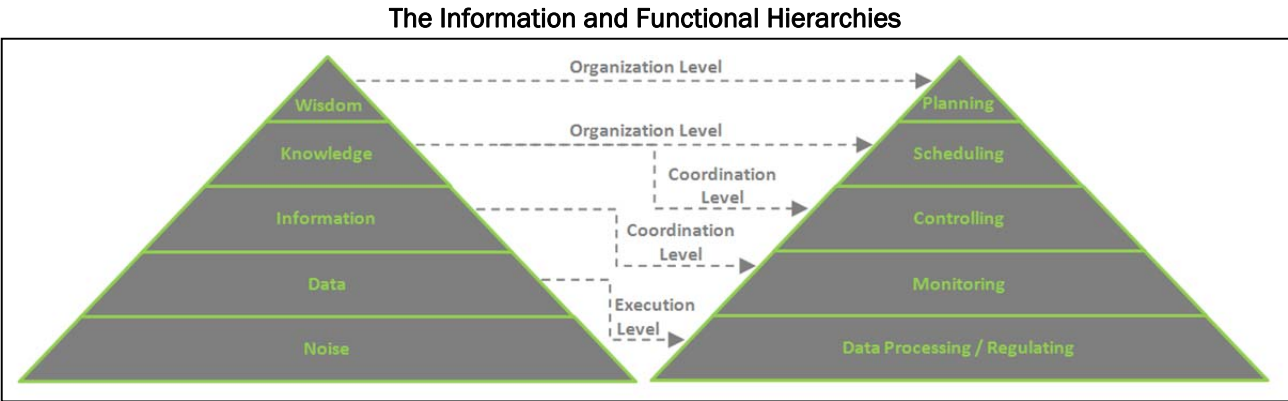 The Information and Functional Hierarchies
Organization Level
Wisdom
Planning
Organization Level
Knowledge
Scheduling
Coordination
Level
Information
Controlling
Coordination
Level
Data
Monitoring
Execution
Level
Noise
Data Processing / Regulating